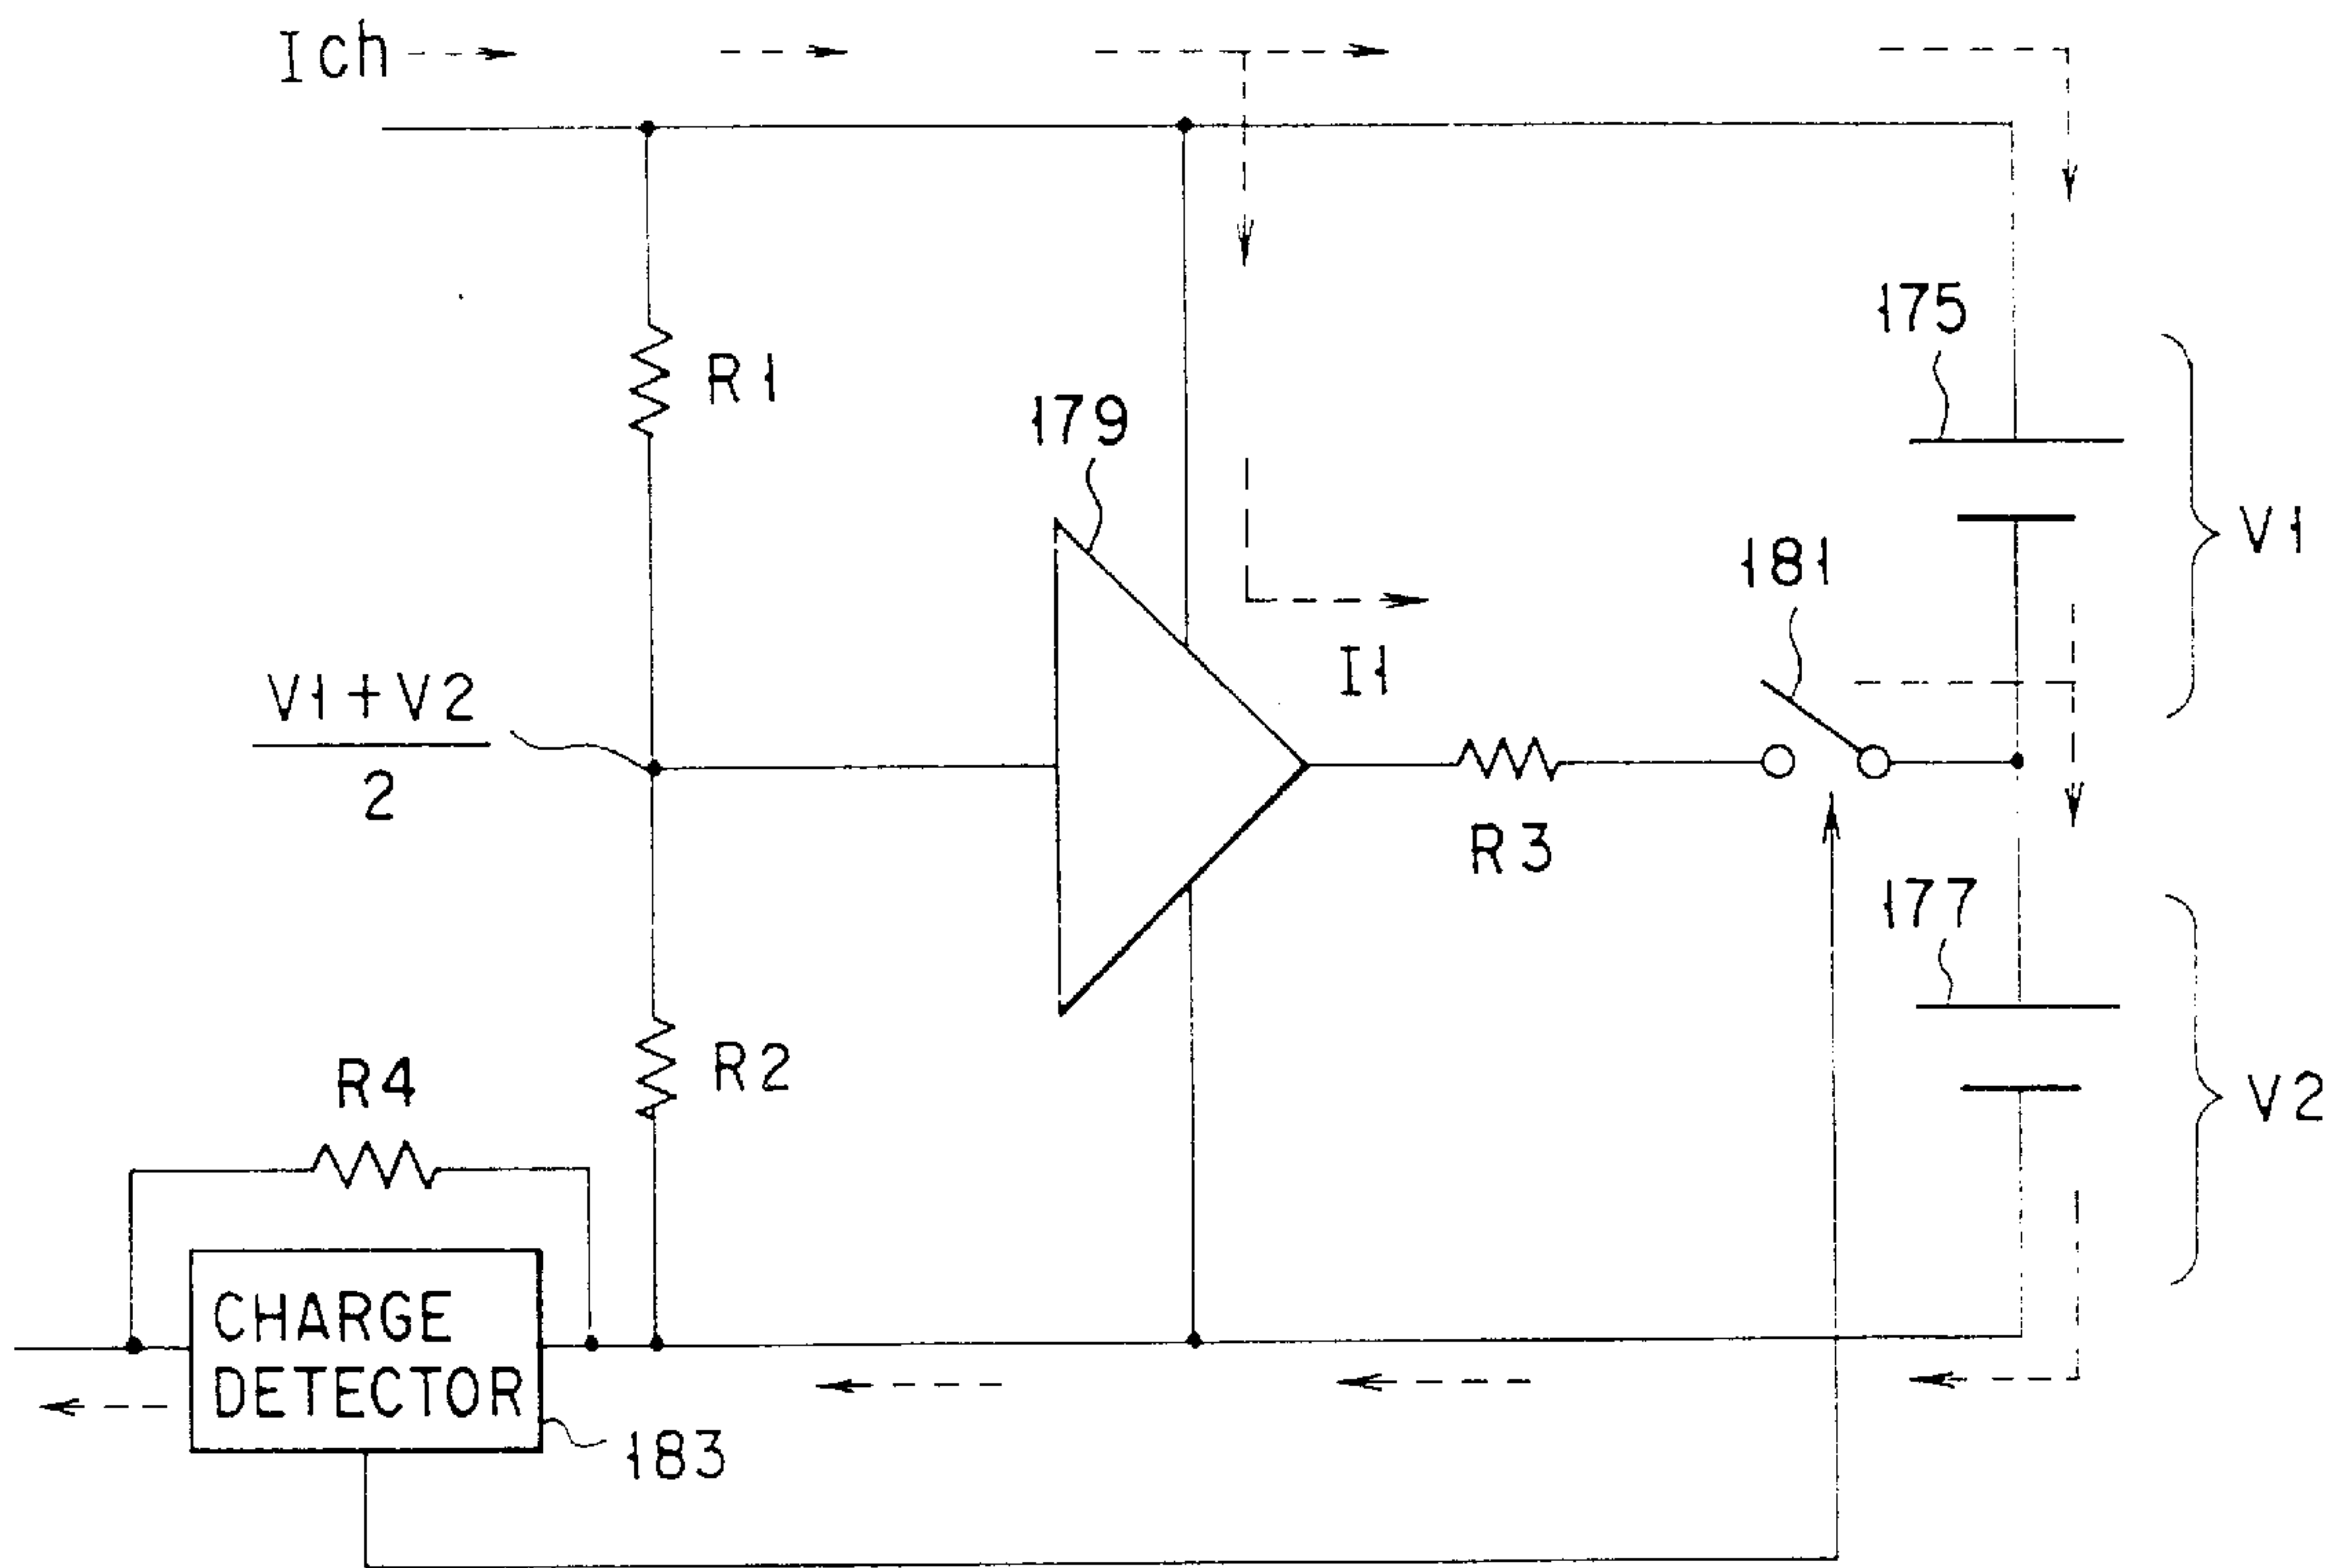 Ich
175
R1
179
V1
181
I1
V1+V2
2
R3
177
R4
R2
V2
CHARGE
DETECTOR
183